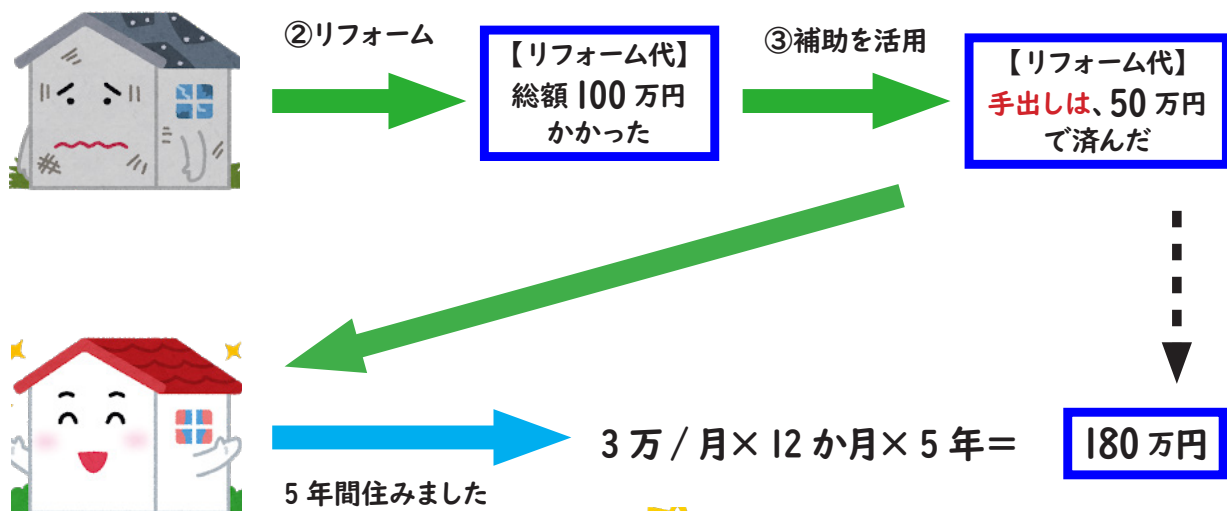 ②リフォーム
【リフォーム代】
総額100万円
かかった
③補助を活用
【リフォーム代】
手出しは、50万円
で済んだ
3万/月×12か月×5年=
180万円
5年間住みました